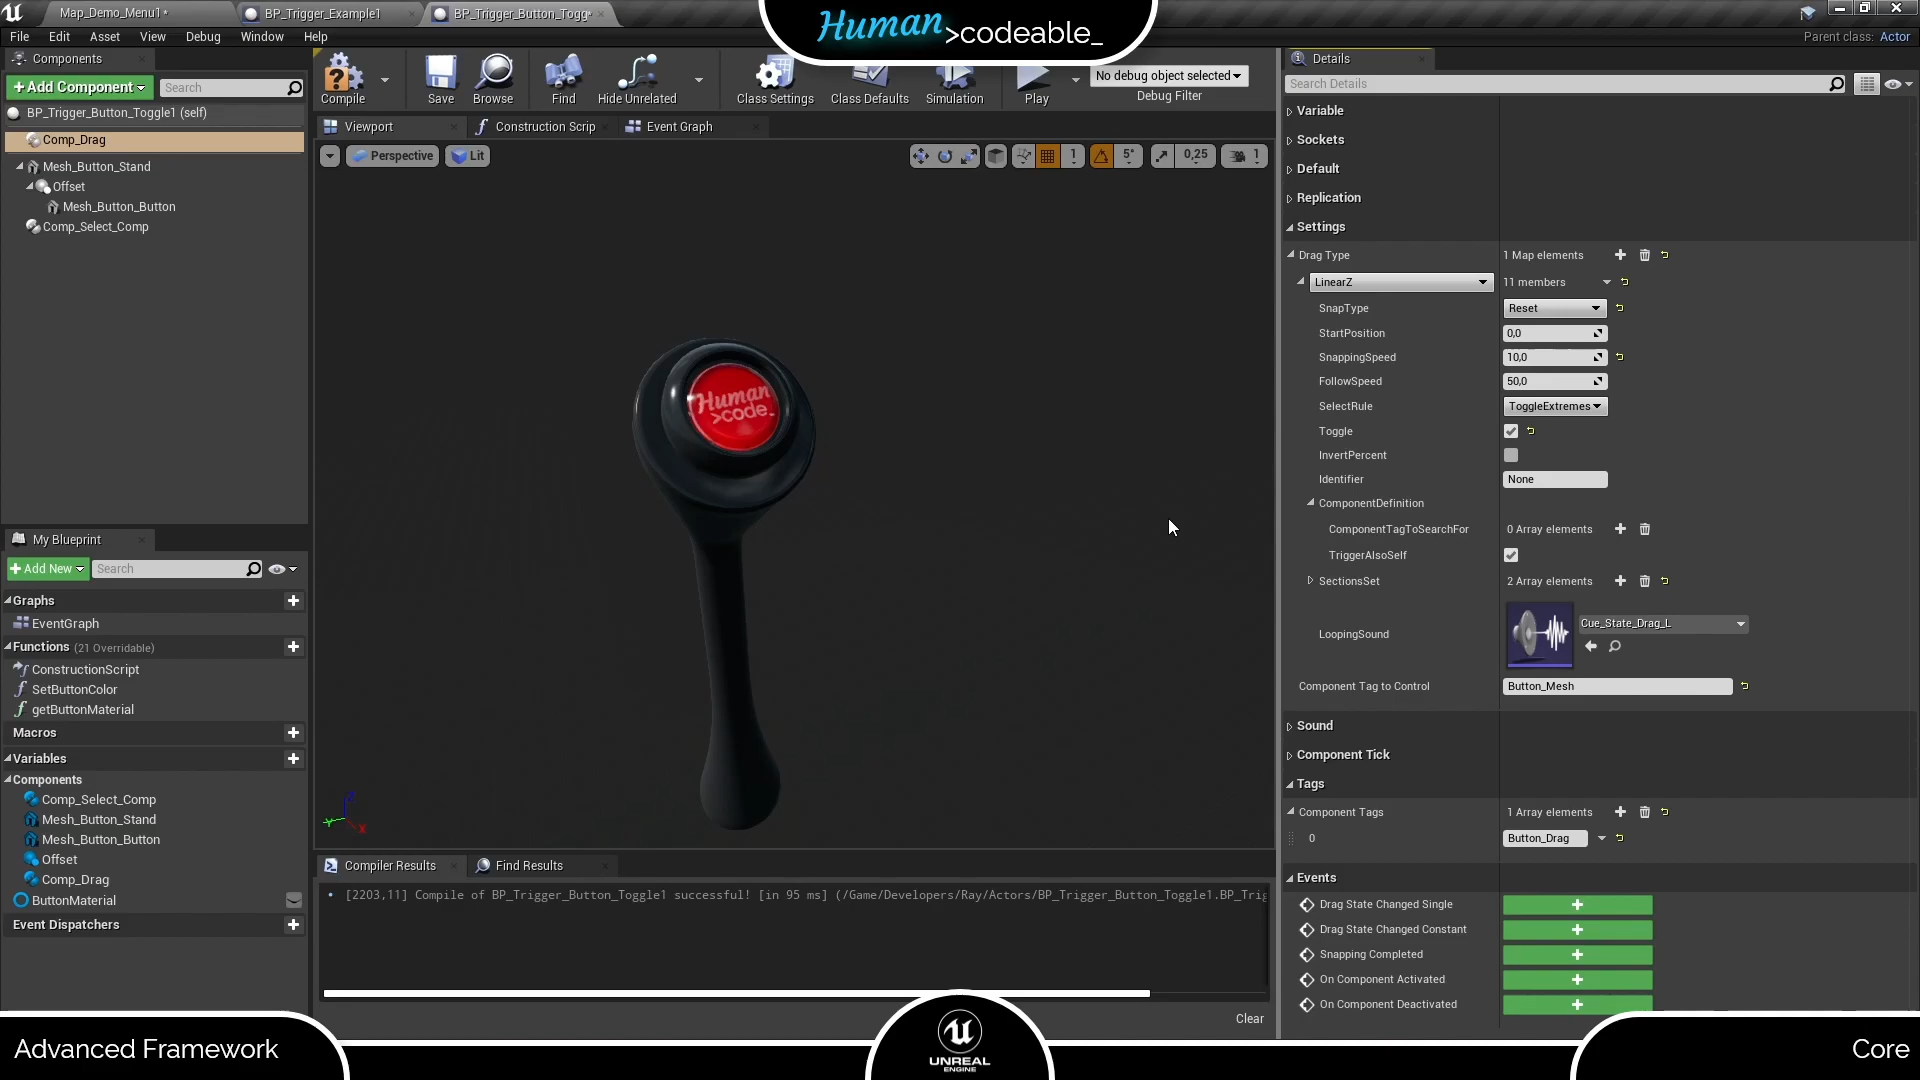 Map_Demo_Menu1*
BP_Trigger_Example1
BP_Trigger_Button_Togg*
Human >codeable_
File Edit Asset View Debug Window Help
Parent class: Actor
Components
+ Add Component
Search
BP_Trigger_Button_Toggle1 (self)
Comp_Drag
Mesh_Button_Stand
Offset
Mesh_Button_Button
Comp_Select_Comp
Compile
Save
Browse
Find
Hide Unrelated
Class Settings
Class Defaults
Simulation
Play
No debug object selected
Debug Filter
Viewport
Construction Scrip
Event Graph
Perspective
Lit
1
5°
0,25
1
Human
>code_
Z
X
My Blueprint
+ Add New
Search
Graphs
EventGraph
Functions (21 Overridable)
ConstructionScript
SetButtonColor
getButtonMaterial
Macros
Variables
Components
Comp_Select_Comp
Mesh_Button_Stand
Mesh_Button_Button
Offset
Comp_Drag
ButtonMaterial
Event Dispatchers
Compiler Results
Find Results
[2203,11] Compile of BP_Trigger_Button_Toggle1 successful! [in 95 ms] (/Game/Developers/Ray/Actors/BP_Trigger_Button_Toggle1.BP_Trig
Clear
Details
Search Details
Variable
Sockets
Default
Replication
Settings
Drag Type 1 Map elements
LinearZ 11 members
SnapType Reset
StartPosition 0,0
SnappingSpeed 10,0
FollowSpeed 50,0
SelectRule ToggleExtremes
Toggle
InvertPercent
Identifier None
ComponentDefinition
ComponentTagToSearchFor 0 Array elements
TriggerAlsoSelf
SectionsSet 2 Array elements
LoopingSound Cue_State_Drag_L
Component Tag to Control Button_Mesh
Sound
Component Tick
Tags
Component Tags 1 Array elements
0 Button_Drag
Events
Drag State Changed Single
Drag State Changed Constant
Snapping Completed
On Component Activated
On Component Deactivated
Advanced Framework
UNREAL
ENGINE
Core